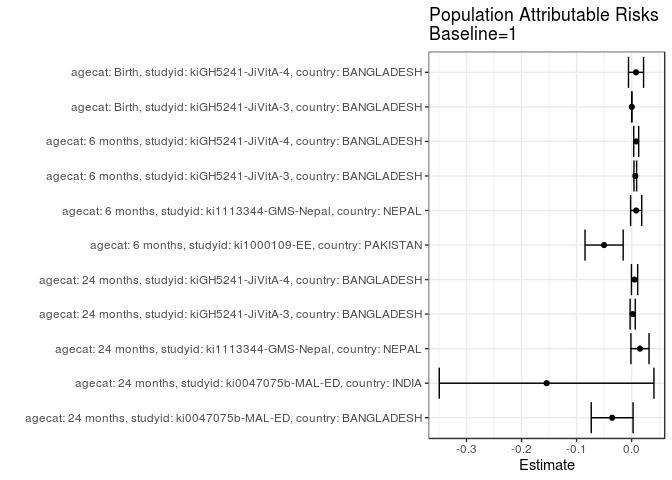 Population Attributable Risks
Baseline=1
agecat: Birth, studyid: kiGH5241-JiVitA-4, country: BANGLADESH
agecat: Birth, studyid: kiGH5241-JiVitA-3, country: BANGLADESH
agecat: 6 months, studyid: kiGH5241-JiVitA-4, country: BANGLADESH
agecat: 6 months, studyid: kiGH5241-JiVitA-3, country: BANGLADESH
agecat: 6 months, studyid: ki1113344-GMS-Nepal, country: NEPAL
agecat: 6 months, studyid: ki1000109-EE, country: PAKISTAN
agecat: 24 months, studyid: kiGH5241-JiVitA-4, country: BANGLADESH
agecat: 24 months, studyid: kiGH5241-JiVitA-3, country: BANGLADESH
agecat: 24 months, studyid: ki1113344-GMS-Nepal, country: NEPAL
agecat: 24 months, studyid: ki0047075b-MAL-ED, country: INDIA
agecat: 24 months, studyid: ki0047075b-MAL-ED, country: BANGLADESH
-0.3 -0.2 -0.1 0.0
Estimate